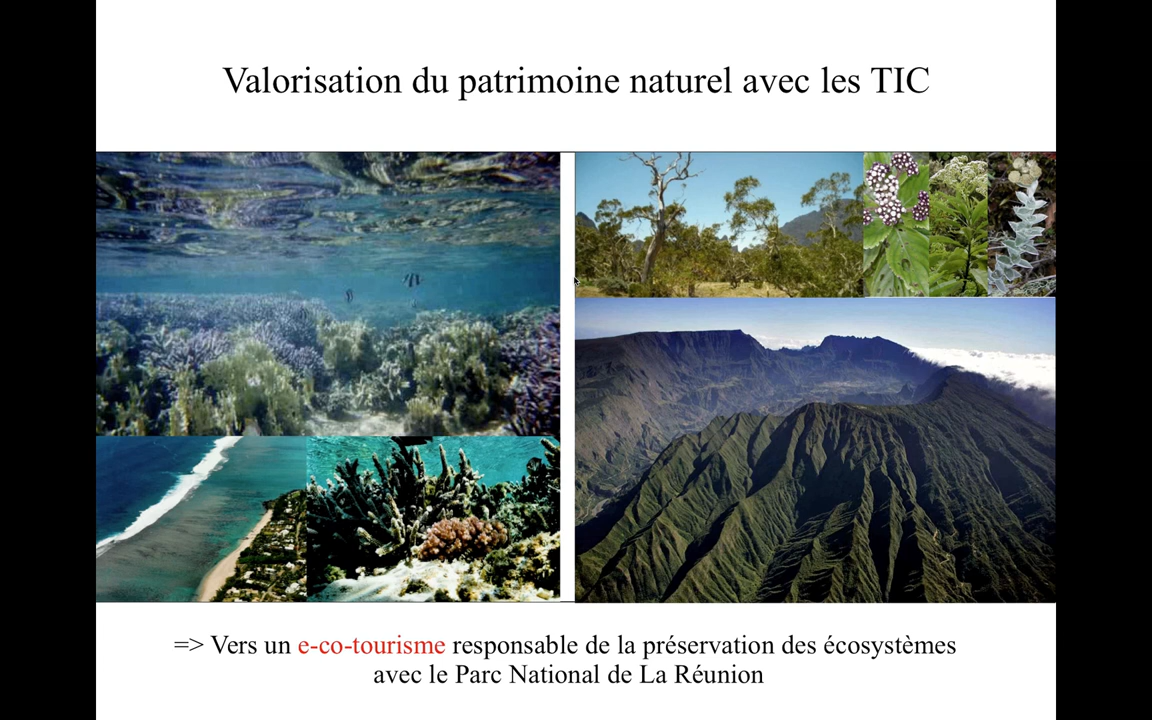 Valorisation du patrimoine naturel avec les TIC
=> Vers un e-co-tourisme responsable de la préservation des écosystèmes
avec le Parc National de La Réunion